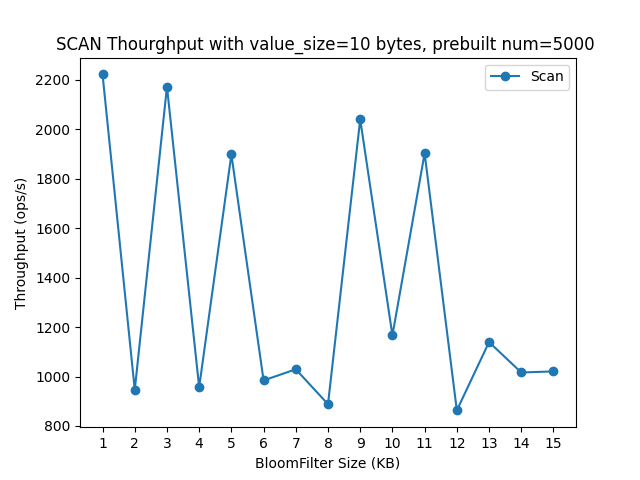 SCAN Thourghput with value_size=10 bytes, prebuilt num=5000
Scan
Throughput (ops/s)
2200
2000
1800
1600
1400
1200
1000
800
1 2 3 4 5 6 7 8 9 10 11 12 13 14 15
BloomFilter Size (KB)